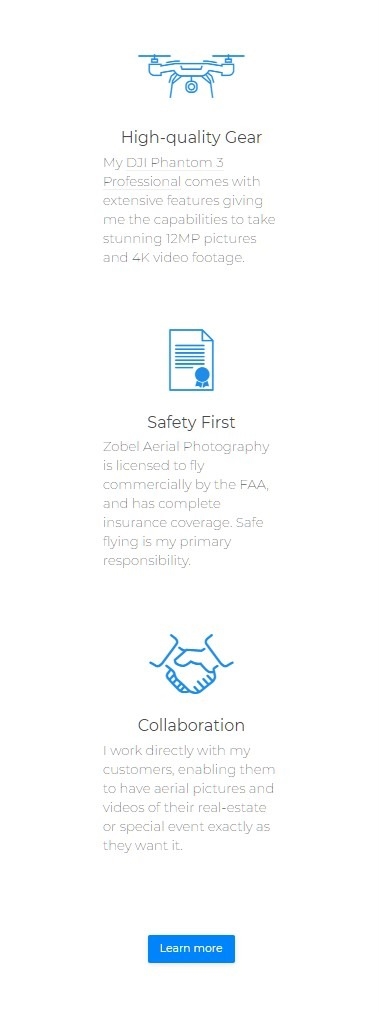 High-quality Gear
My DJI Phantom 3
Professional comes with
extensive features giving
me the capabilities to take
stunning 12MP pictures
and 4K video footage.
Safety First
Zobel Aerial Photography
is licensed to fly
commercially by the FAA,
and has complete
insurance coverage. Safe
flying is my primary
responsibility.
Collaboration
I work directly with my
customers, enabling them
to have aerial pictures and
videos of their real-estate
or special event exactly as
they want it.
Learn more